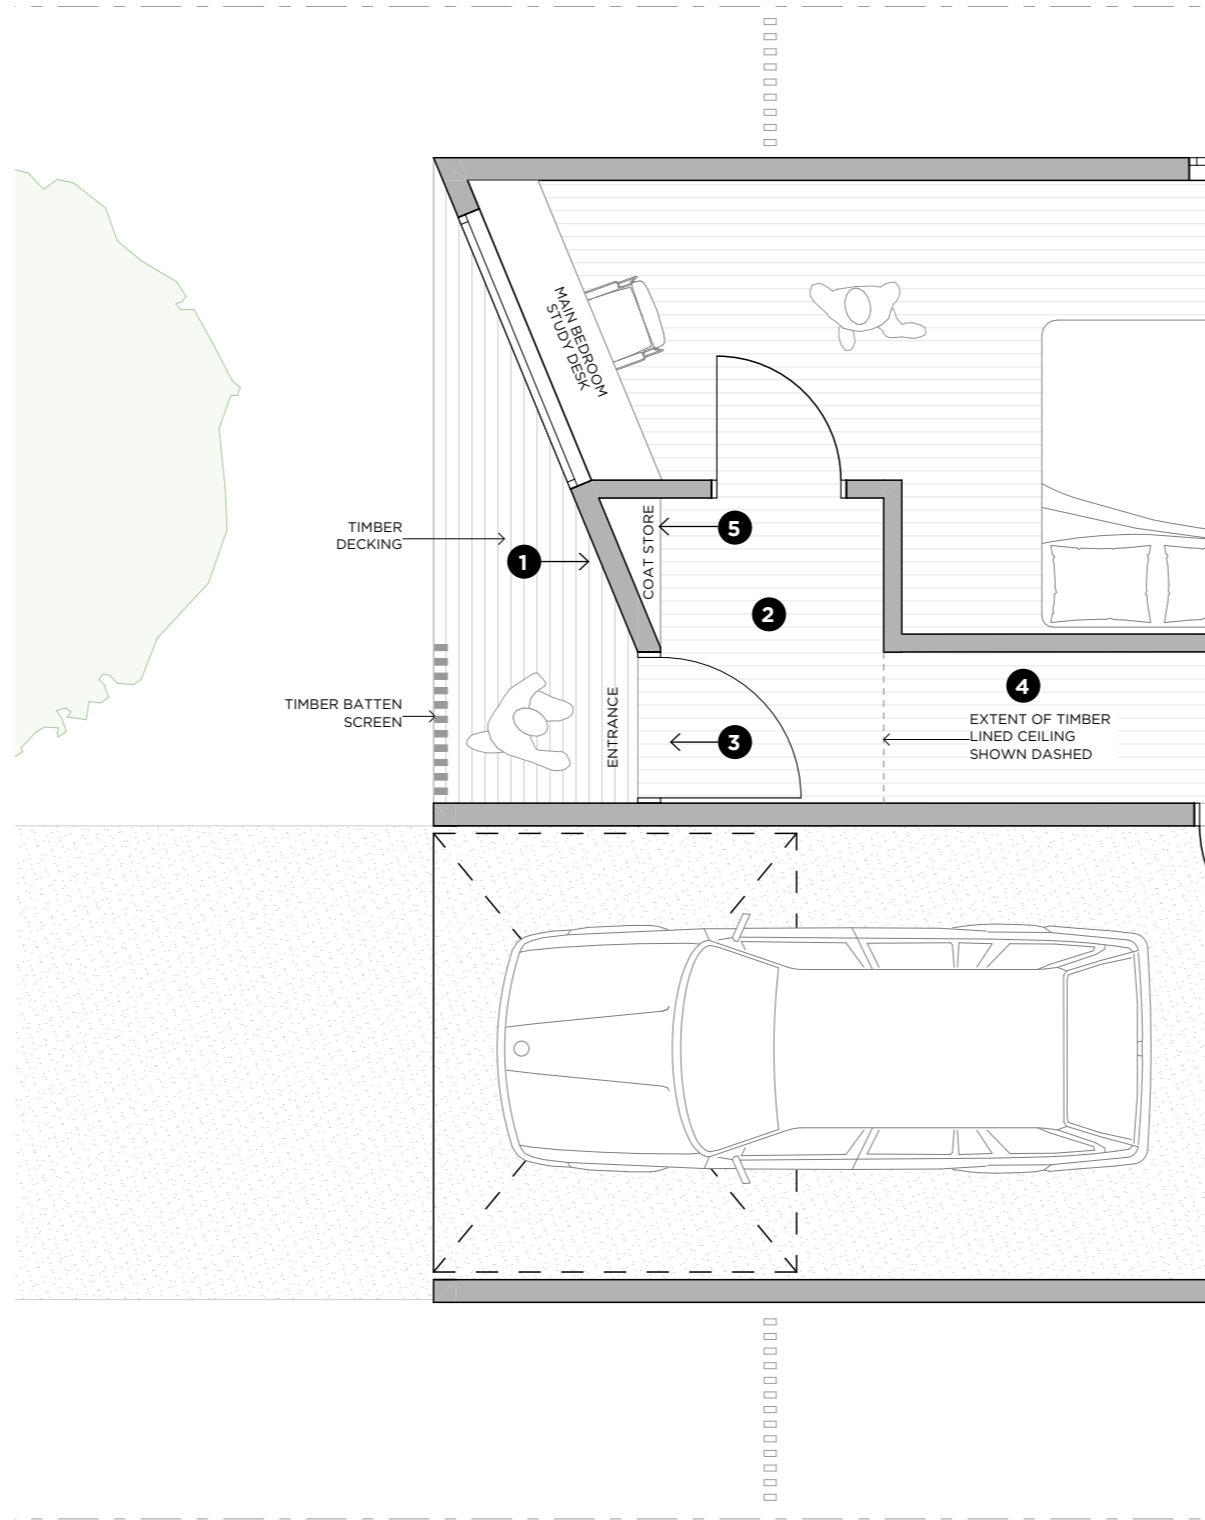 MAIN BEDROOM
STUDY DESK
COAT STORE
5
TIMBER
DECKING
1
2
TIMBER BATTEN
SCREEN
ENTRANCE
3
4
EXTENT OF TIMBER
LINED CEILING
SHOWN DASHED